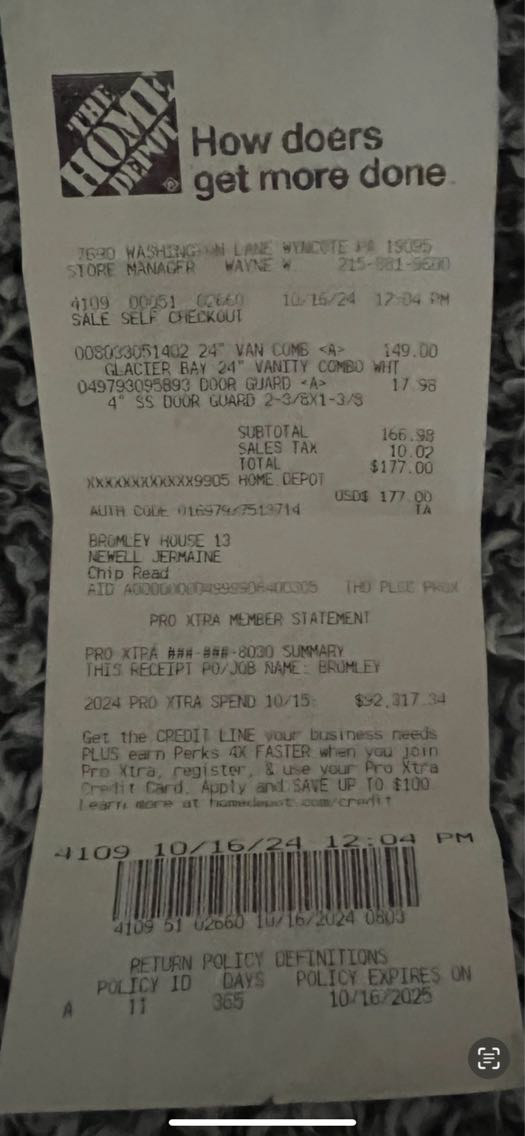 THE
HOME
DEPOT
How doers
get more done.
7690 WASHINGTON LANE WYNCOTE PA 19095
STORE MANAGER WAYNE W. 215-881-9600
4109 00051 02660 10/16/24 12:04 PM
SALE SELF CHECKOUT
008033051402 24" VAN COMB <A> 149.00
GLACIER BAY 24" VANITY COMBO WHT
049793095893 DOOR GUARD <A> 17.98
4" SS DOOR GUARD 2-3/8X1-3/8
SUBTOTAL 166.98
SALES TAX 10.02
TOTAL $177.00
XXXXXXXXXXXX9905 HOME DEPOT
USD$ 177.00
AUTH CODE 016979/7513714 TA
BROMLEY HOUSE 13
NEWELL JERMAINE
Chip Read
AID THD PLCC PROX
PRO XTRA MEMBER STATEMENT
PRO XTRA ###-###-8030 SUMMARY
THIS RECEIPT PO/JOB NAME: BROMLEY
2024 PRO XTRA SPEND 10/15: $92,317.34
Get the CREDIT LINE your business needs
PLUS earn Perks 4X FASTER when you join
Pro Xtra, register, & use your Pro Xtra
Credit Card. Apply and SAVE UP TO $100.
Learn more at homedepot.com/credit
4109 10/16/24 12:04 PM
4109 51 02660 10/16/2024 0803
RETURN POLICY DEFINITIONS
POLICY ID DAYS POLICY EXPIRES ON
A 11 365 10/16/2025